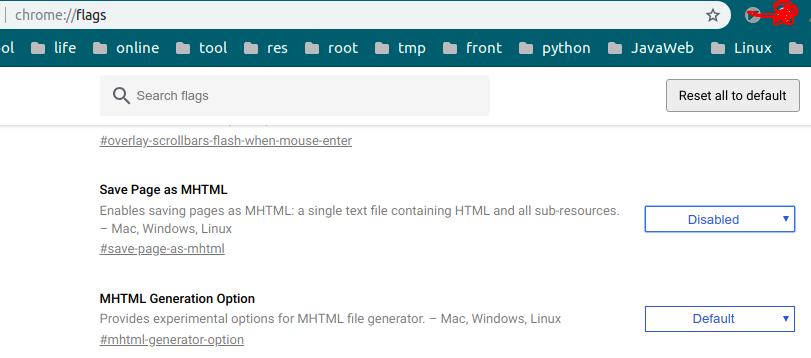 chrome://flags
ol life online tool res root tmp front python JavaWeb Linux
Search flags
Reset all to default
#overlay-scrollbars-flash-when-mouse-enter
Save Page as MHTML
Enables saving pages as MHTML: a single text file containing HTML and all sub-resources.
– Mac, Windows, Linux
#save-page-as-mhtml
Disabled
MHTML Generation Option
Provides experimental options for MHTML file generator. – Mac, Windows, Linux
#mhtml-generator-option
Default